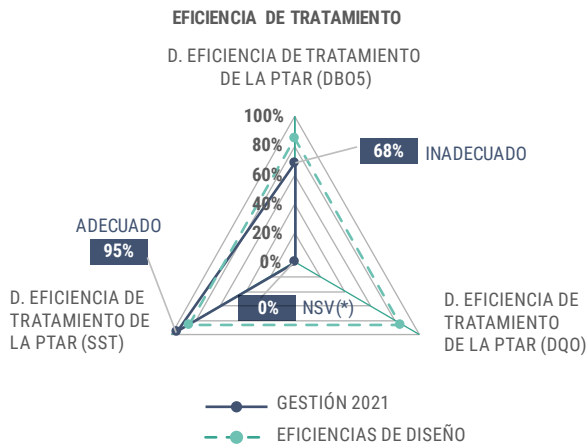 EFICIENCIA DE TRATAMIENTO
D. EFICIENCIA DE TRATAMIENTO
DE LA PTAR (DBO5)
100%
80%
60%
40%
20%
0%
68%
INADECUADO
ADECUADO
95%
0%
NSV(*)
D. EFICIENCIA DE
TRATAMIENTO DE
LA PTAR (SST)
D. EFICIENCIA DE
TRATAMIENTO
DE LA PTAR (DQO)
GESTIÓN 2021
EFICIENCIAS DE DISEÑO